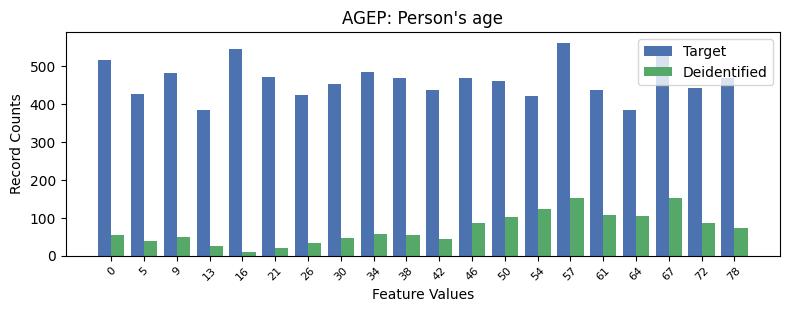 AGEP: Person's age
Target
Deidentified
Record Counts
500
400
300
200
100
0
0 5 9 13 16 21 26 30 34 38 42 46 50 54 57 61 64 67 72 78
Feature Values